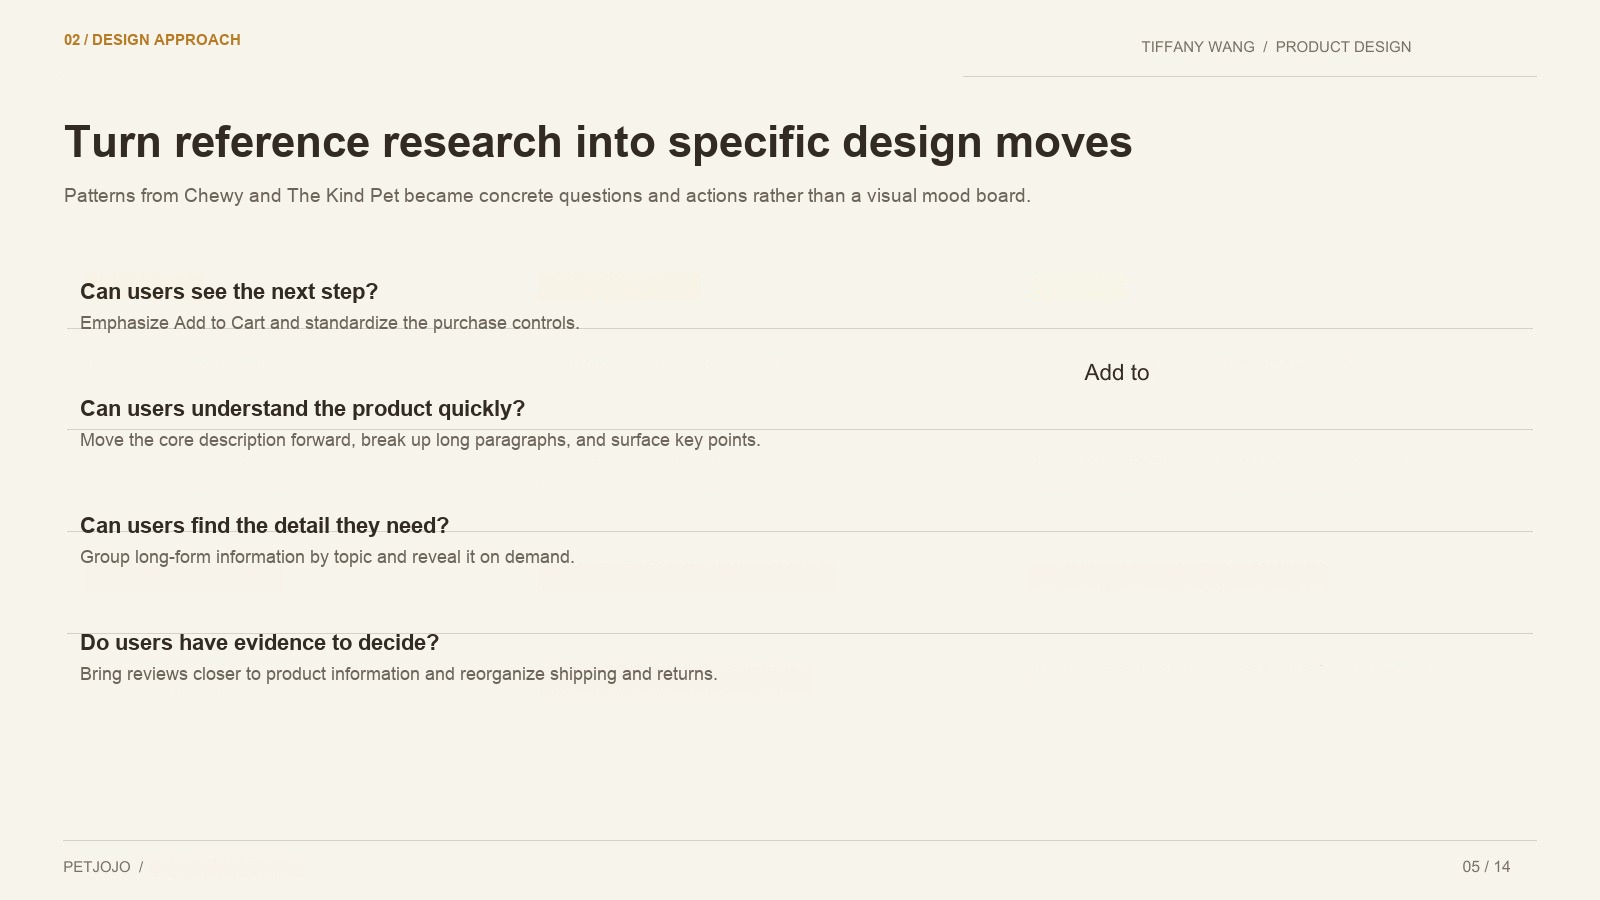 02 / DESIGN APPROACH
TIFFANY WANG / PRODUCT DESIGN
Turn reference research into specific design moves
Patterns from Chewy and The Kind Pet became concrete questions and actions rather than a visual mood board.
Can users see the next step?
Emphasize Add to Cart and standardize the purchase controls.
Add to
Can users understand the product quickly?
Move the core description forward, break up long paragraphs, and surface key points.
Can users find the detail they need?
Group long-form information by topic and reveal it on demand.
Do users have evidence to decide?
Bring reviews closer to product information and reorganize shipping and returns.
PETJOJO /
05 / 14